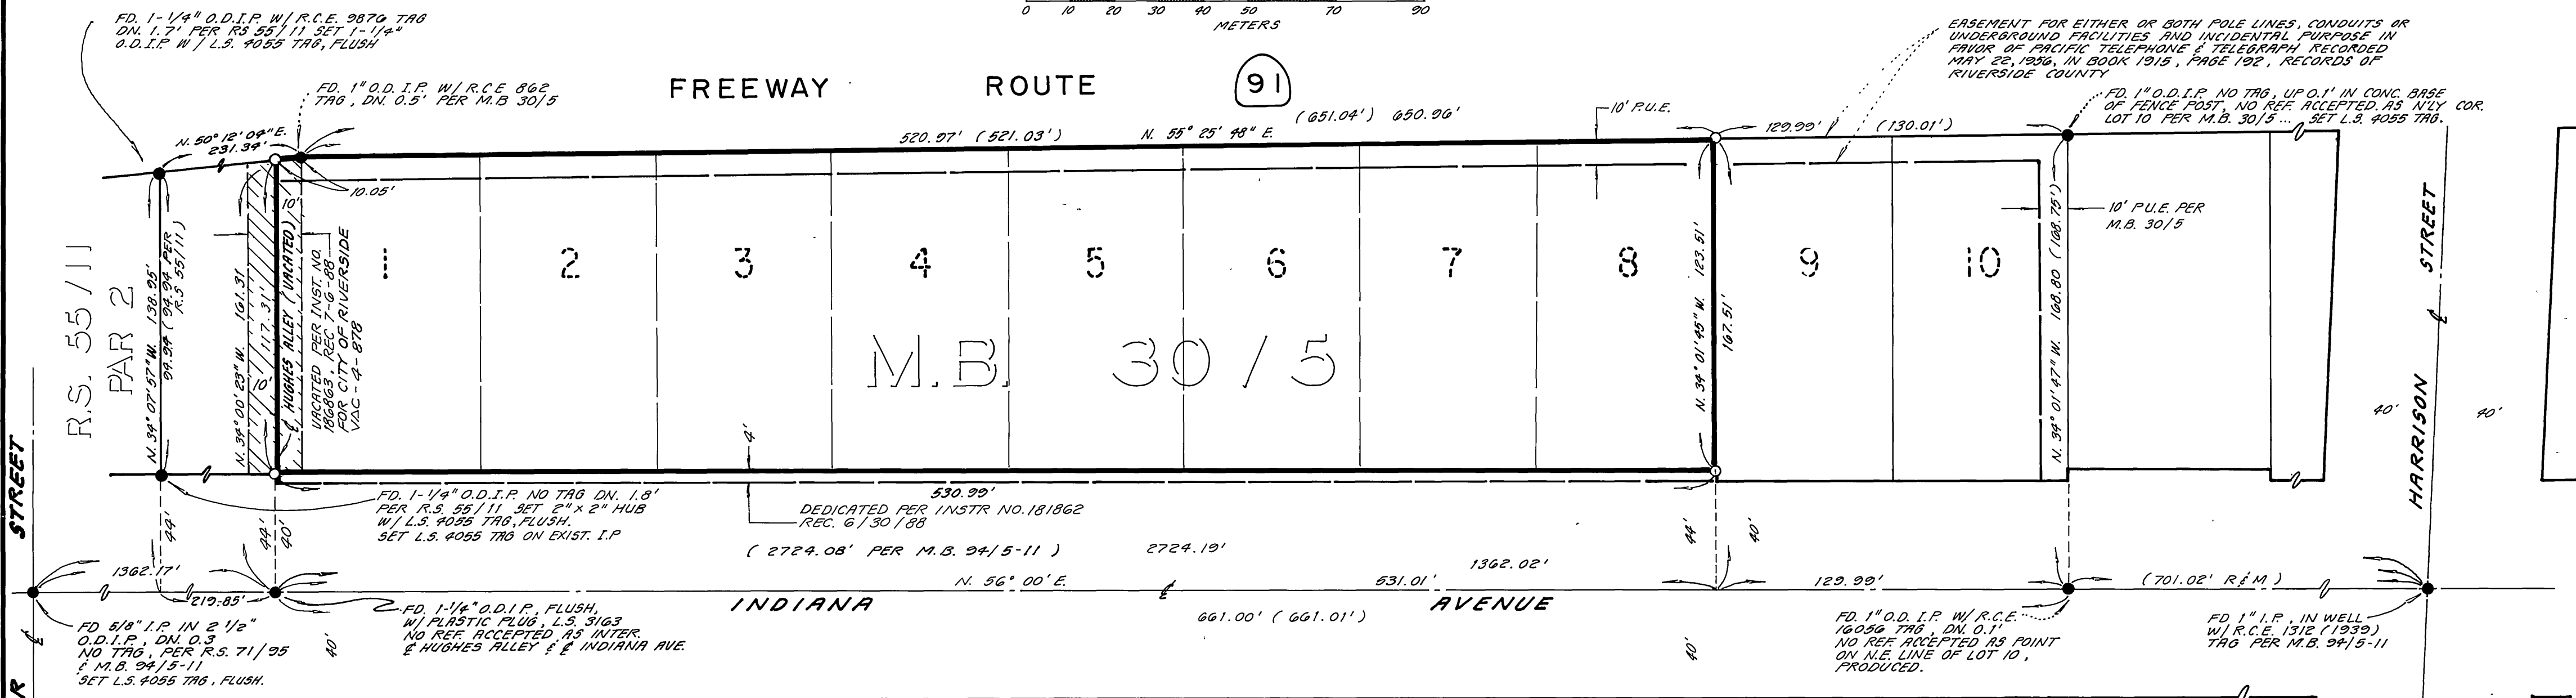 FD. 1-1/4" O.D.I.P. W/ R.C.E. 9876 TAG
DN. 1.7' PER RS 55/11 SET 1-1/4"
O.D.I.P. W/ L.S. 4055 TAG, FLUSH
0 10 20 30 40 50 70 90
METERS
EASEMENT FOR EITHER OR BOTH POLE LINES, CONDUITS OR
UNDERGROUND FACILITIES AND INCIDENTAL PURPOSE IN
FAVOR OF PACIFIC TELEPHONE & TELEGRAPH RECORDED
MAY 22, 1956, IN BOOK 1915, PAGE 192, RECORDS OF
RIVERSIDE COUNTY
FD. 1" O.D. I.P. W/ R.C.E 862
TAG, DN. 0.5' PER M.B 30/5
FREEWAY ROUTE 91
FD. 1" O.D.I.P. NO TAG, UP 0.1' IN CONC. BASE
OF FENCE POST, NO REF. ACCEPTED AS N'LY COR.
LOT 10 PER M.B. 30/5 ... SET L.S. 4055 TAG.
N. 50° 12' 04" E.
231.34'
520.97' (521.03')
N. 55° 25' 48" E.
(651.04') 650.96'
10' P.U.E.
129.99' (130.01')
10.05'
R.S. 55/11
PAR 2
N. 34° 07' 57" W. 138.95'
94.94 (94.94 PER
R.S 55/11)
N. 34° 00' 23" W. 161.31
117.31'
10'
10'
℄ HUGHES ALLEY (VACATED)
VACATED PER INST. NO.
186863, REC 7-6-88
FOR CITY OF RIVERSIDE
VAC-4-878
1 2 3 4 5 6 7 8 9 10
M.B. 30/5
N. 34° 01' 45" W. 123.51'
167.51'
N. 34° 01' 47" W. 168.80 (168.75')
10' P.U.E. PER
M.B. 30/5
HARRISON STREET
℄
40' 40'
STREET
4'
FD. 1-1/4" O.D.I.P. NO TAG DN. 1.8'
PER R.S. 55/11 SET 2" x 2" HUB
W/ L.S. 4055 TAG, FLUSH.
SET L.S. 4055 TAG ON EXIST. I.P
530.99'
DEDICATED PER INSTR NO. 181862
REC. 6/30/88
44' 44' 40' 44' 40'
(2724.08' PER M.B. 94/5-11) 2724.19'
1362.17'
1362.02'
219.85'
N. 56° 00' E. ℄ 531.01' 129.99' (701.02' R & M)
INDIANA AVENUE
661.00' (661.01')
FD 5/8" I.P. IN 2 1/2"
O.D.I.P., DN. 0.3
NO TAG, PER R.S. 71/95
& M.B. 94/5-11
SET L.S. 4055 TAG, FLUSH.
℄
R
40'
FD. 1-1/4" O.D.I.P, FLUSH,
W/ PLASTIC PLUG, L.S. 3163
NO REF. ACCEPTED AS INTER.
℄ HUGHES ALLEY & ℄ INDIANA AVE.
40'
FD. 1" O.D. I.P. W/ R.C.E.
16056 TAG, DN. 0.1'
NO REF ACCEPTED AS POINT
ON N.E. LINE OF LOT 10,
PRODUCED.
FD 1" I.P., IN WELL
W/ R.C.E. 1312 (1939)
TAG PER M.B. 94/5-11